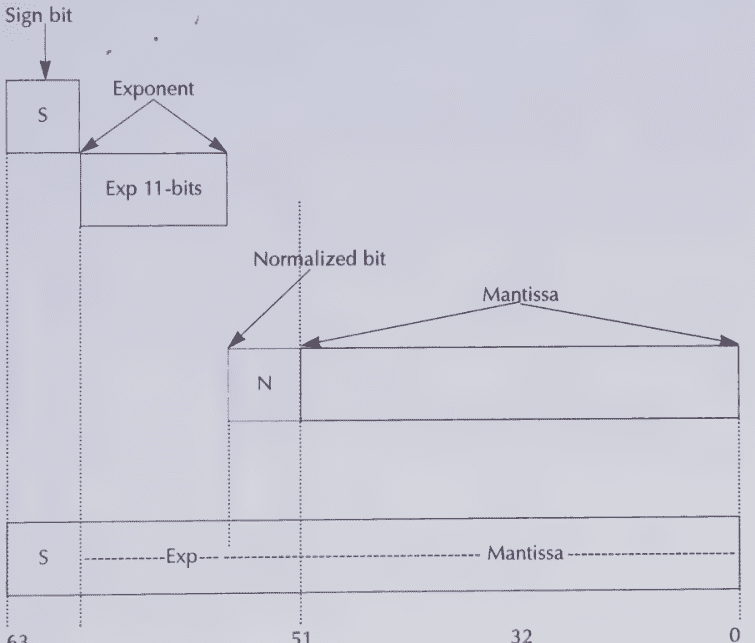 Sign bit
S
Exponent
Exp 11-bits
Normalized bit
Mantissa
N
S Exp Mantissa
63 51 32 0